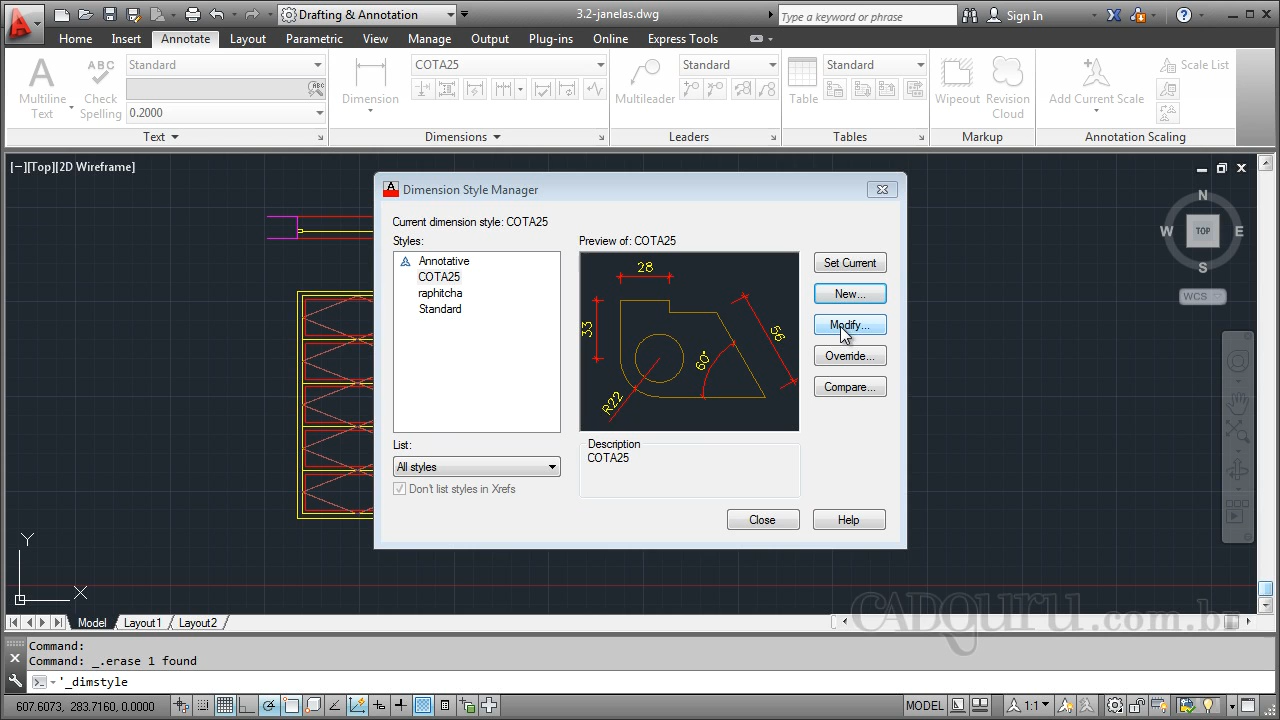 Drafting & Annotation
3.2-janelas.dwg
Type a keyword or phrase
Sign In
Home Insert Annotate Layout Parametric View Manage Output Plug-ins Online Express Tools
Standard
COTA25
Standard
Standard
Scale List
ABC
Multiline Text
Check Spelling
0.2000
Dimension
Multileader
Table
Wipeout
Revision Cloud
Add Current Scale
Text
Dimensions
Leaders
Tables
Markup
Annotation Scaling
[−][Top][2D Wireframe]
N
W
TOP
E
S
WCS
Dimension Style Manager
Current dimension style: COTA25
Styles:
Annotative
COTA25
raphitcha
Standard
Preview of: COTA25
28
33
56
60°
R22
Set Current
New...
Modify...
Override...
Compare...
List:
All styles
Don't list styles in Xrefs
Description
COTA25
Close
Help
Y
X
CADguru.com.br
Model Layout1 Layout2
Command:
Command: _.erase 1 found
'_dimstyle
607.6073, 283.7160, 0.0000
MODEL
1:1